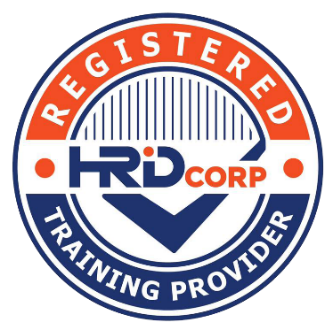 REGISTERED
HRDCORP
TRAINING PROVIDER